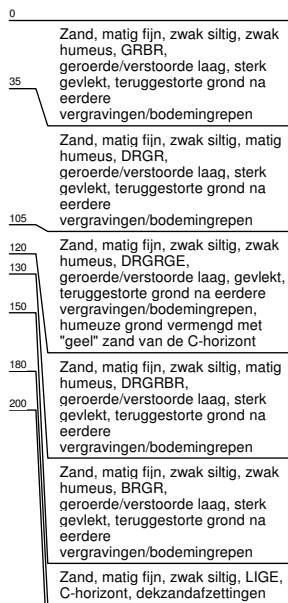 0
Zand, matig fijn, zwak siltig, zwak
humeus, GRBR,
geroerde/verstoorde laag, sterk
gevlekt, teruggestorte grond na
eerdere
vergravingen/bodemingrepen
35
Zand, matig fijn, zwak siltig, matig
humeus, DRGR,
geroerde/verstoorde laag, sterk
gevlekt, teruggestorte grond na
eerdere
vergravingen/bodemingrepen
105
Zand, matig fijn, zwak siltig, zwak
humeus, DRGRGE,
geroerde/verstoorde laag, gevlekt,
teruggestorte grond na eerdere
vergravingen/bodemingrepen,
humeuze grond vermengd met
"geel" zand van de C-horizont
120
130
Zand, matig fijn, zwak siltig, matig
humeus, DRGRBR,
geroerde/verstoorde laag, sterk
gevlekt, teruggestorte grond na
eerdere
vergravingen/bodemingrepen
150
180
Zand, matig fijn, zwak siltig, zwak
humeus, BRGR,
geroerde/verstoorde laag, sterk
gevlekt, teruggestorte grond na
eerdere
vergravingen/bodemingrepen
200
Zand, matig fijn, zwak siltig, LIGE,
C-horizont, dekzandafzettingen